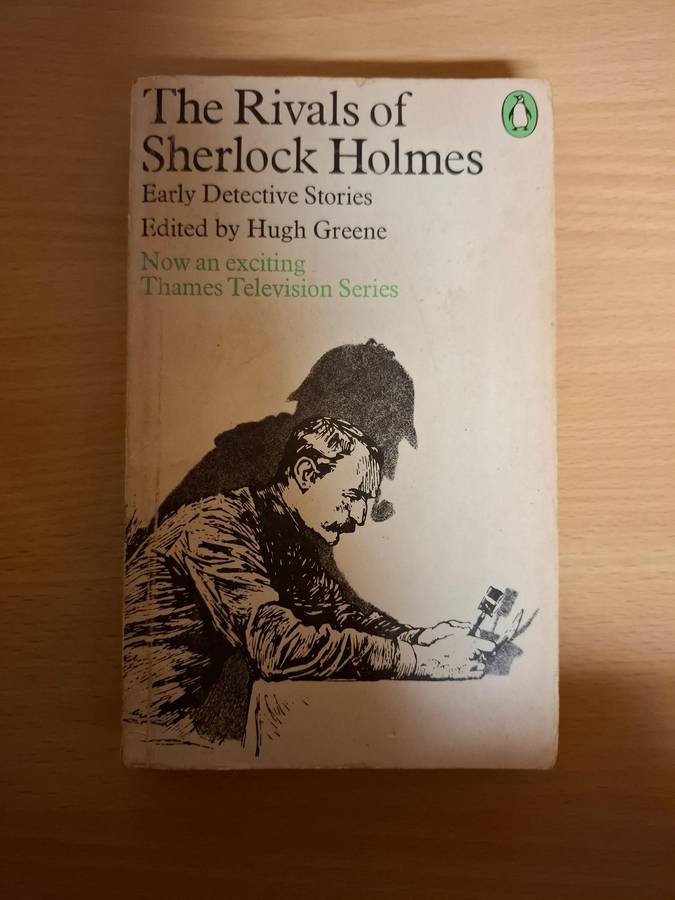 The Rivals of
Sherlock Holmes
Early Detective Stories
Edited by Hugh Greene
Now an exciting
Thames Television Series